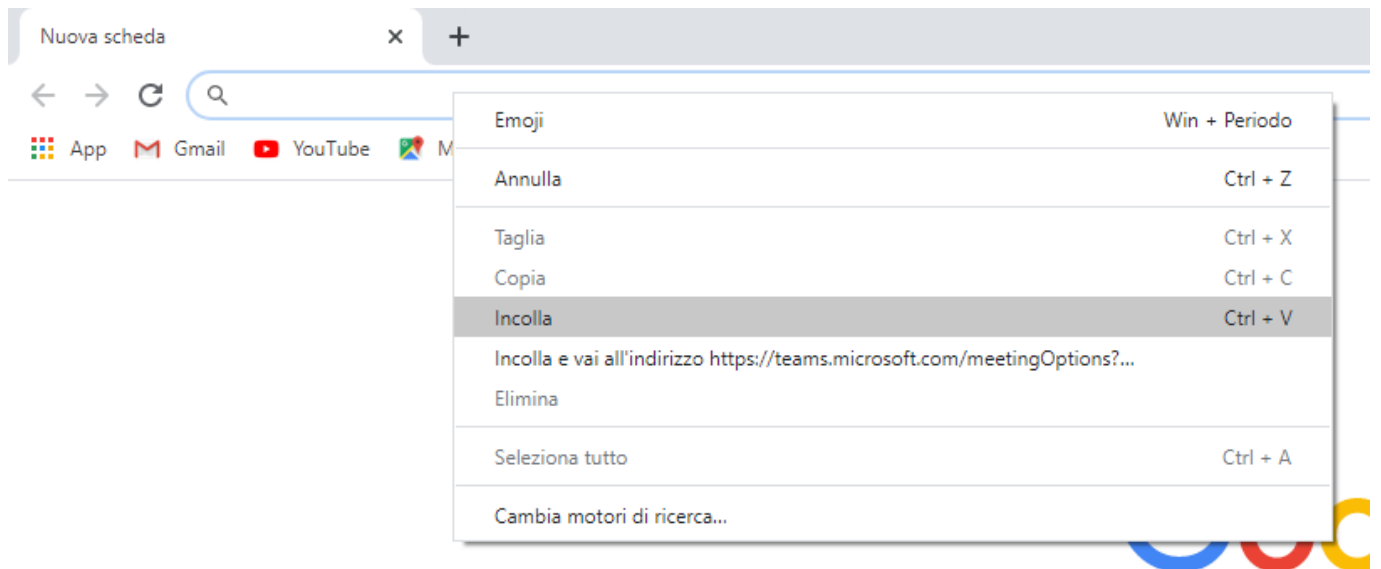 Nuova scheda
App Gmail YouTube
Emoji Win + Periodo
Annulla Ctrl + Z
Taglia Ctrl + X
Copia Ctrl + C
Incolla Ctrl + V
Incolla e vai all'indirizzo https://teams.microsoft.com/meetingOptions?...
Elimina
Seleziona tutto Ctrl + A
Cambia motori di ricerca...